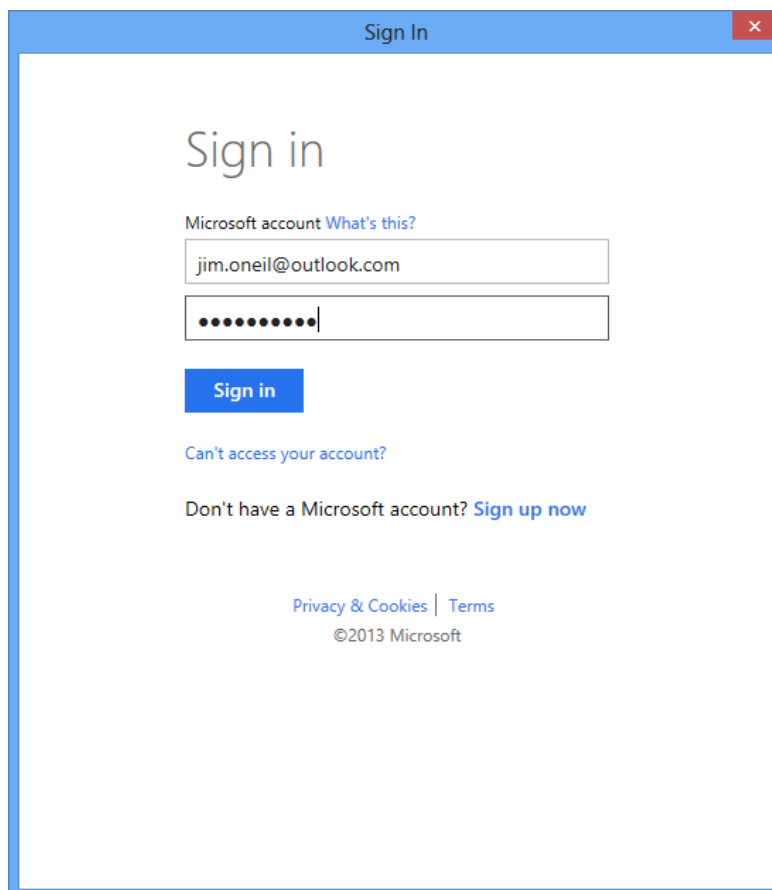 Sign In
Sign in
Microsoft account What's this?
jim.oneil@outlook.com
●●●●●●●●●●
Sign in
Can't access your account?
Don't have a Microsoft account? Sign up now
Privacy & Cookies | Terms
©2013 Microsoft